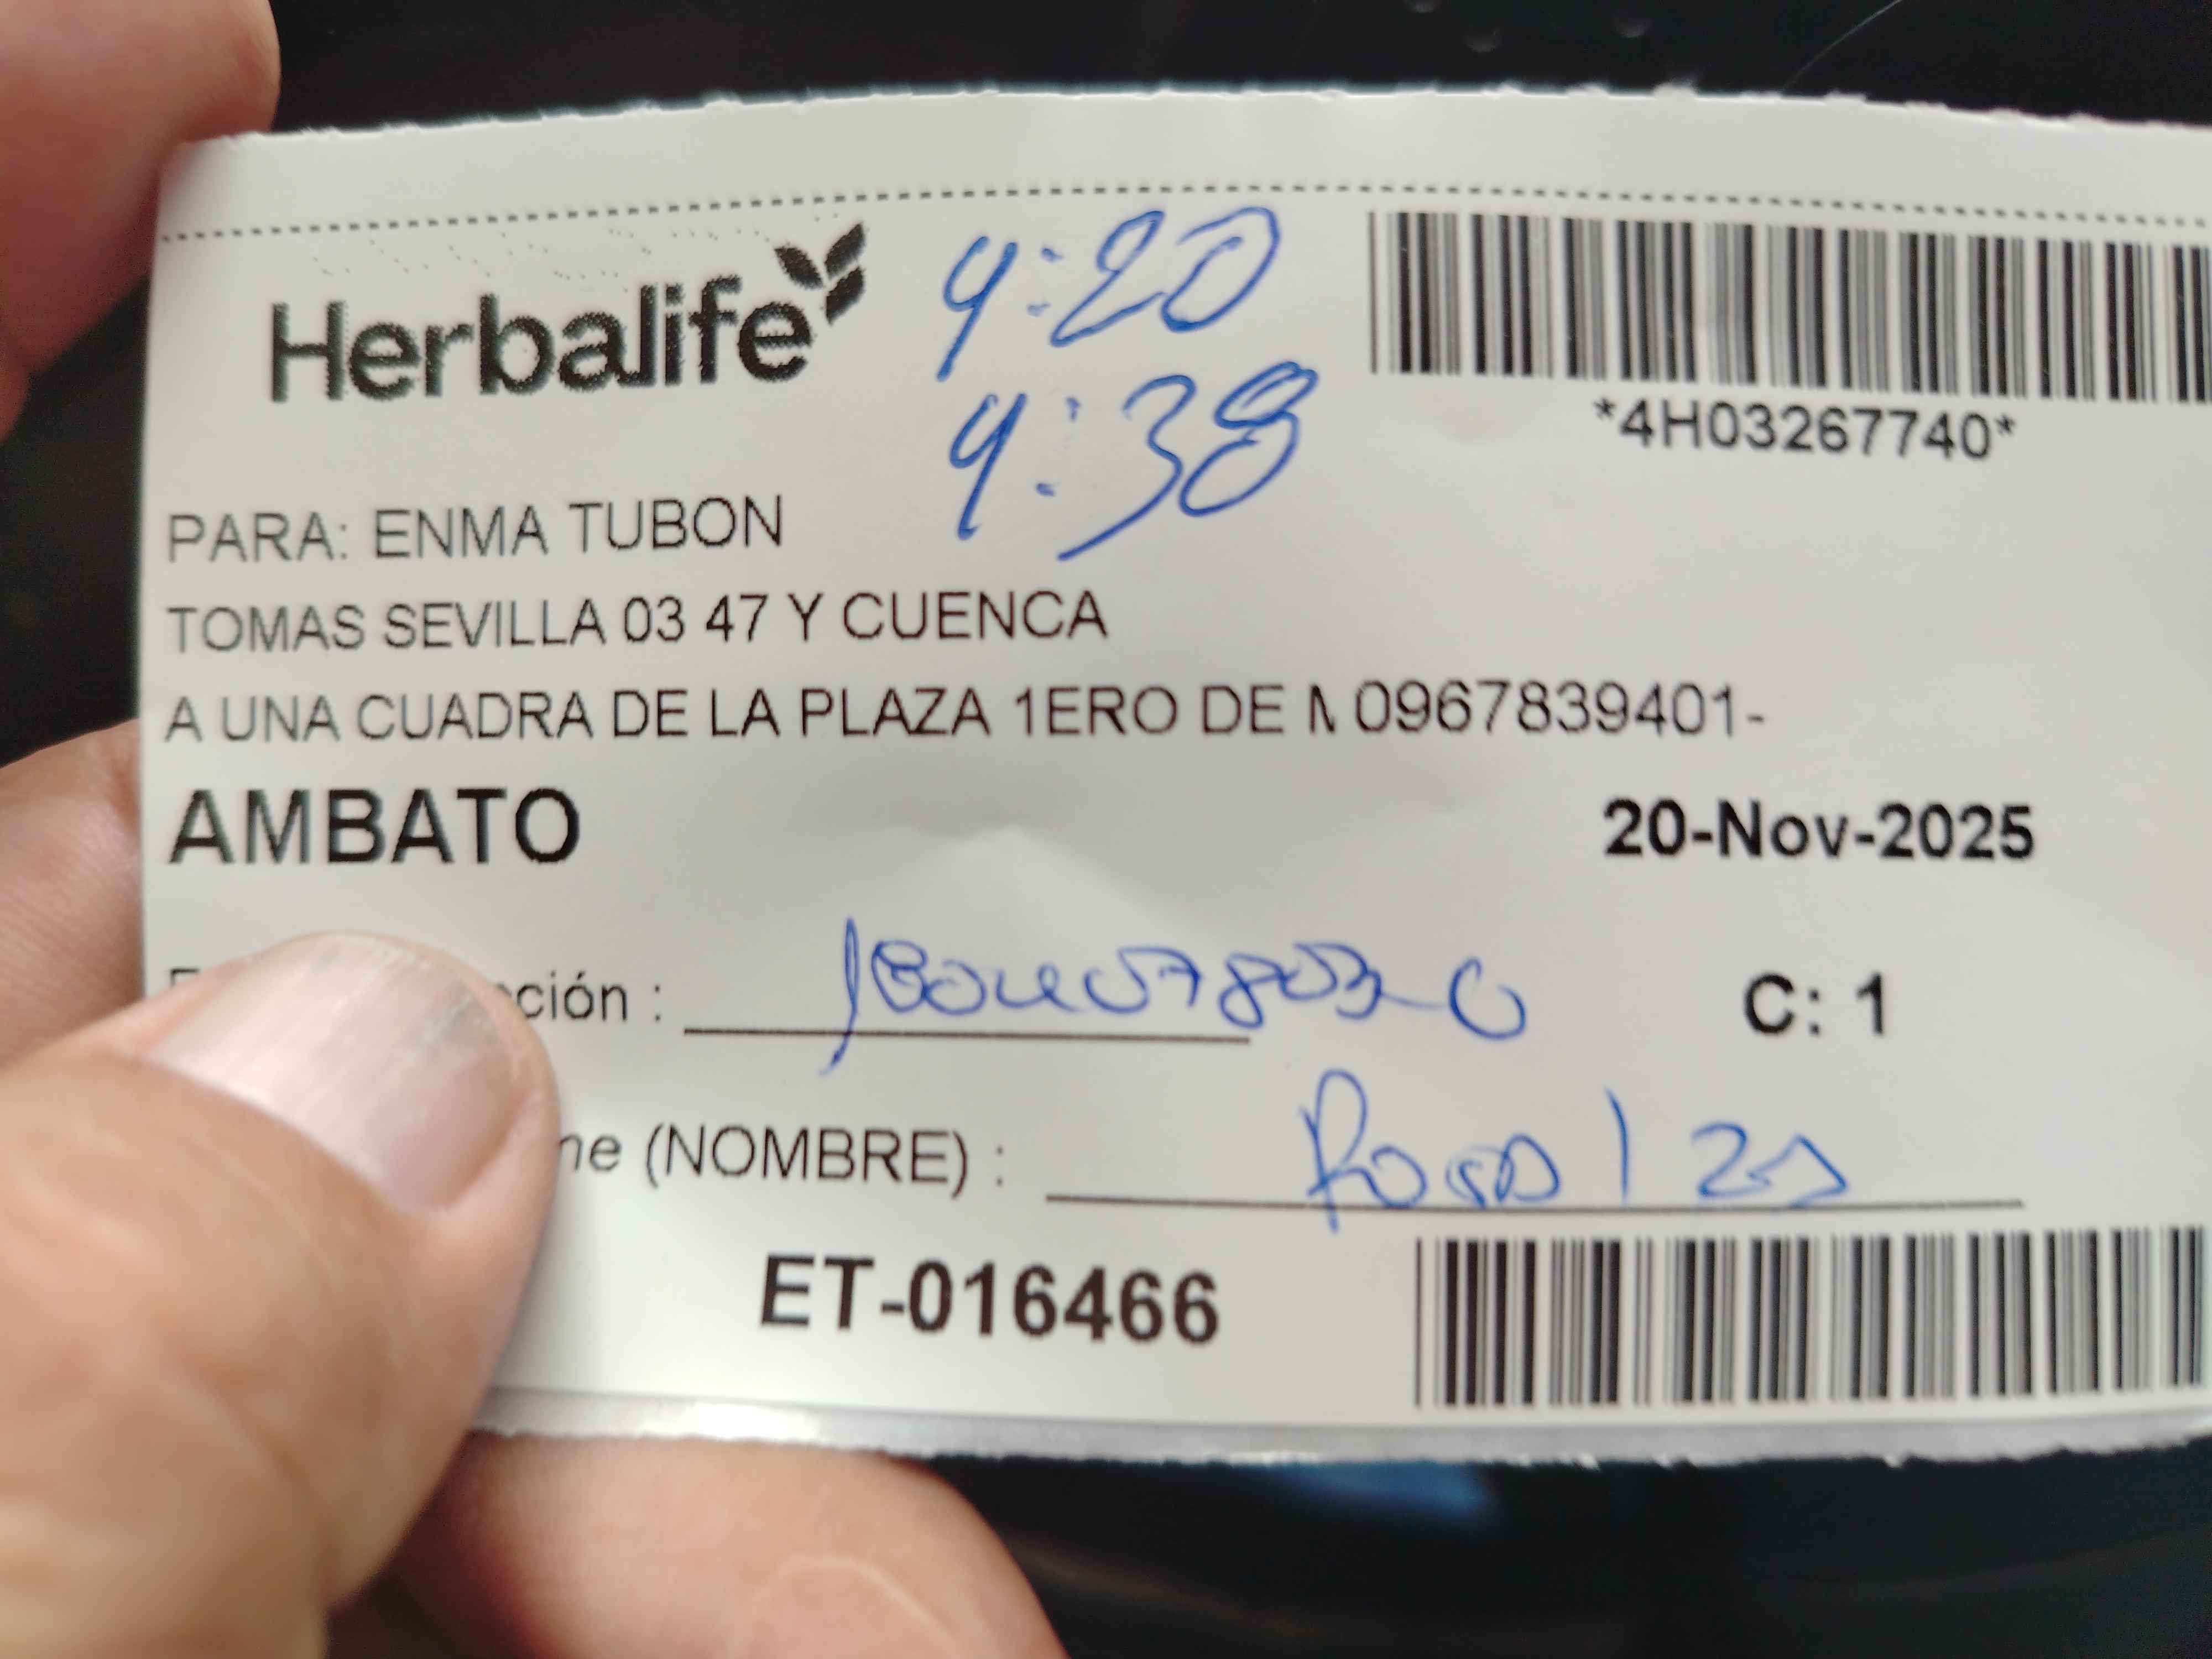 Herbalife
4:20
4:38
*4H03267740*
PARA: ENMA TUBON
TOMAS SEVILLA 03 47 Y CUENCA
A UNA CUADRA DE LA PLAZA 1ERO DE M 0967839401-
AMBATO
20-Nov-2025
ción :
C: 1
ne (NOMBRE) :
ET-016466